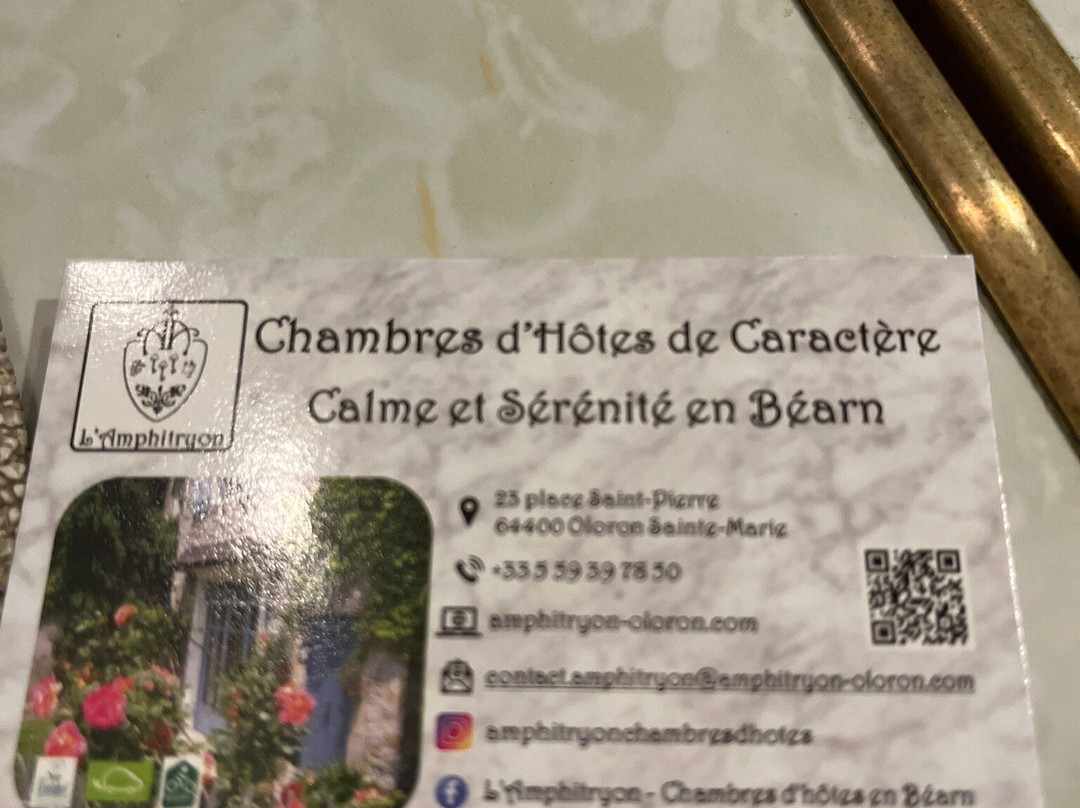 Chambres d'Hôtes de Caractère
Calme et Sérénité en Béarn
L'Amphitryon
23 place Saint-Pierre
64400 Oloron Sainte-Marie
+33 5 59 39 78 50
amphitryon-oloron.com
contact.amphitryon@amphitryon-oloron.com
amphitryonchambresdhotes
L'Amphitryon - Chambres d'hôtes en Béarn